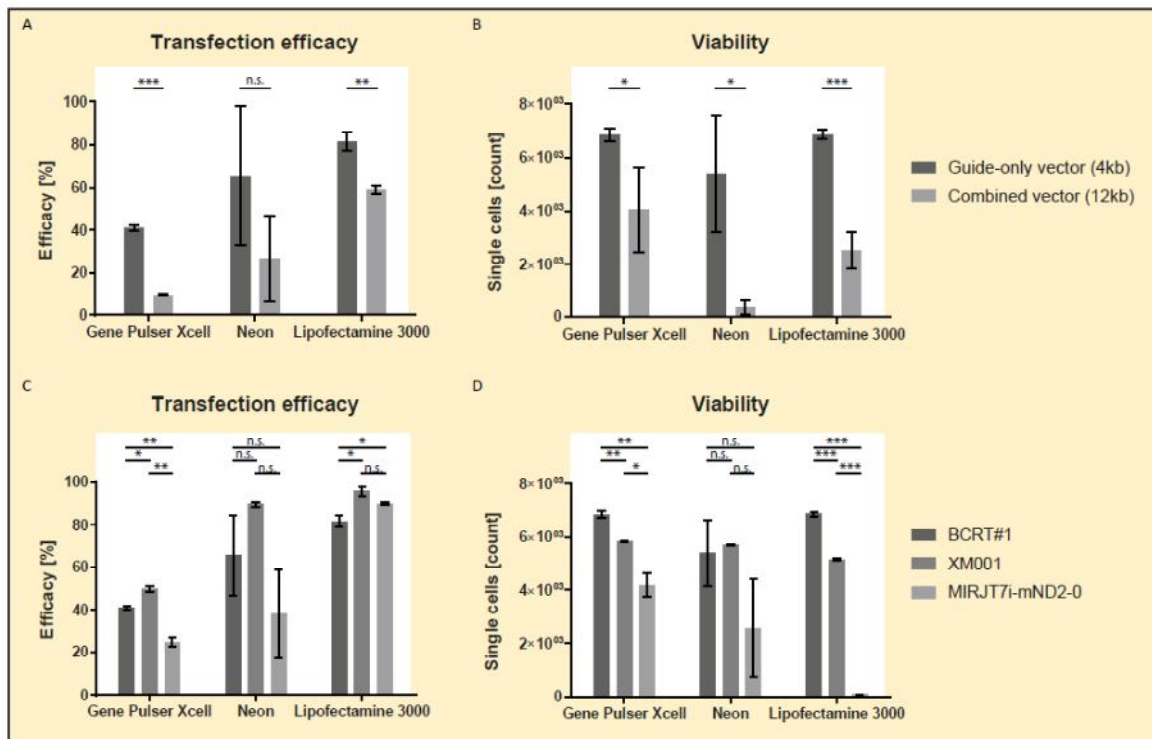 A
Transfection efficacy
*** n.s. **
100
80
60
40
20
0
Efficacy [%]
Gene Pulser Xcell Neon Lipofectamine 3000
B
Viability
* * ***
8×10⁰³
6×10⁰³
4×10⁰³
2×10⁰³
0
Single cells [count]
Gene Pulser Xcell Neon Lipofectamine 3000
Guide-only vector (4kb)
Combined vector (12kb)
C
Transfection efficacy
** n.s. *
* n.s. *
** n.s. n.s.
100
80
60
40
20
0
Efficacy [%]
Gene Pulser Xcell Neon Lipofectamine 3000
D
Viability
** n.s. ***
** n.s. ***
* n.s. ***
8×10⁰³
6×10⁰³
4×10⁰³
2×10⁰³
0
Single cells [count]
Gene Pulser Xcell Neon Lipofectamine 3000
BCRT#1
XM001
MIRJT7i-mND2-0